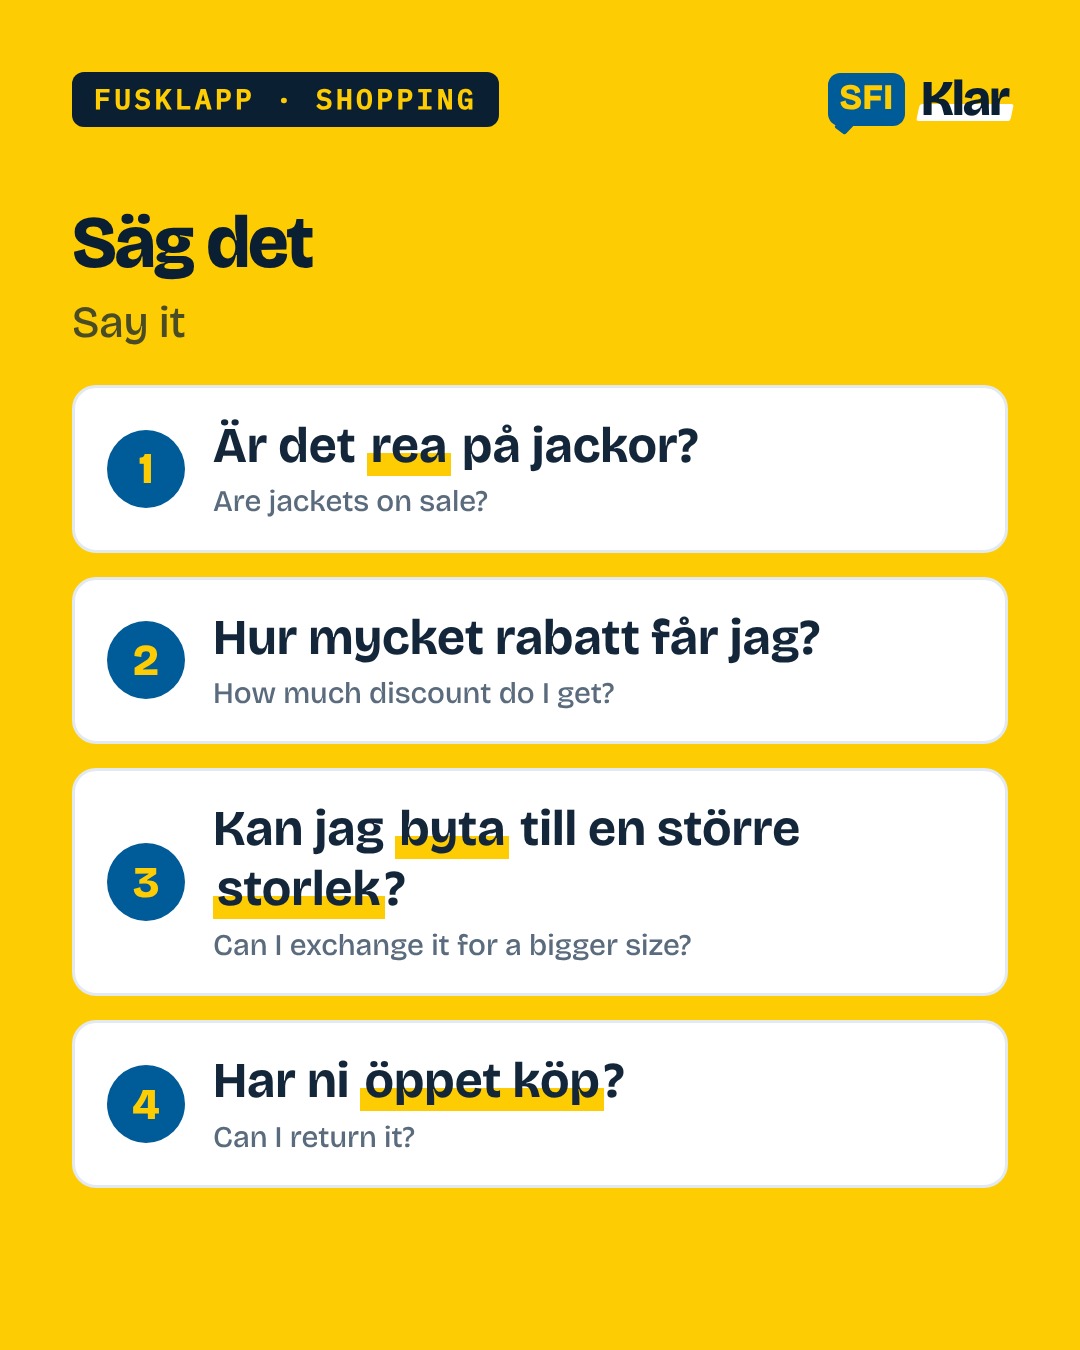 FUSKLAPP · SHOPPING
SFI Klar
Säg det
Say it
1
Är det rea på jackor?
Are jackets on sale?
2
Hur mycket rabatt får jag?
How much discount do I get?
3
Kan jag byta till en större
storlek?
Can I exchange it for a bigger size?
4
Har ni öppet köp?
Can I return it?